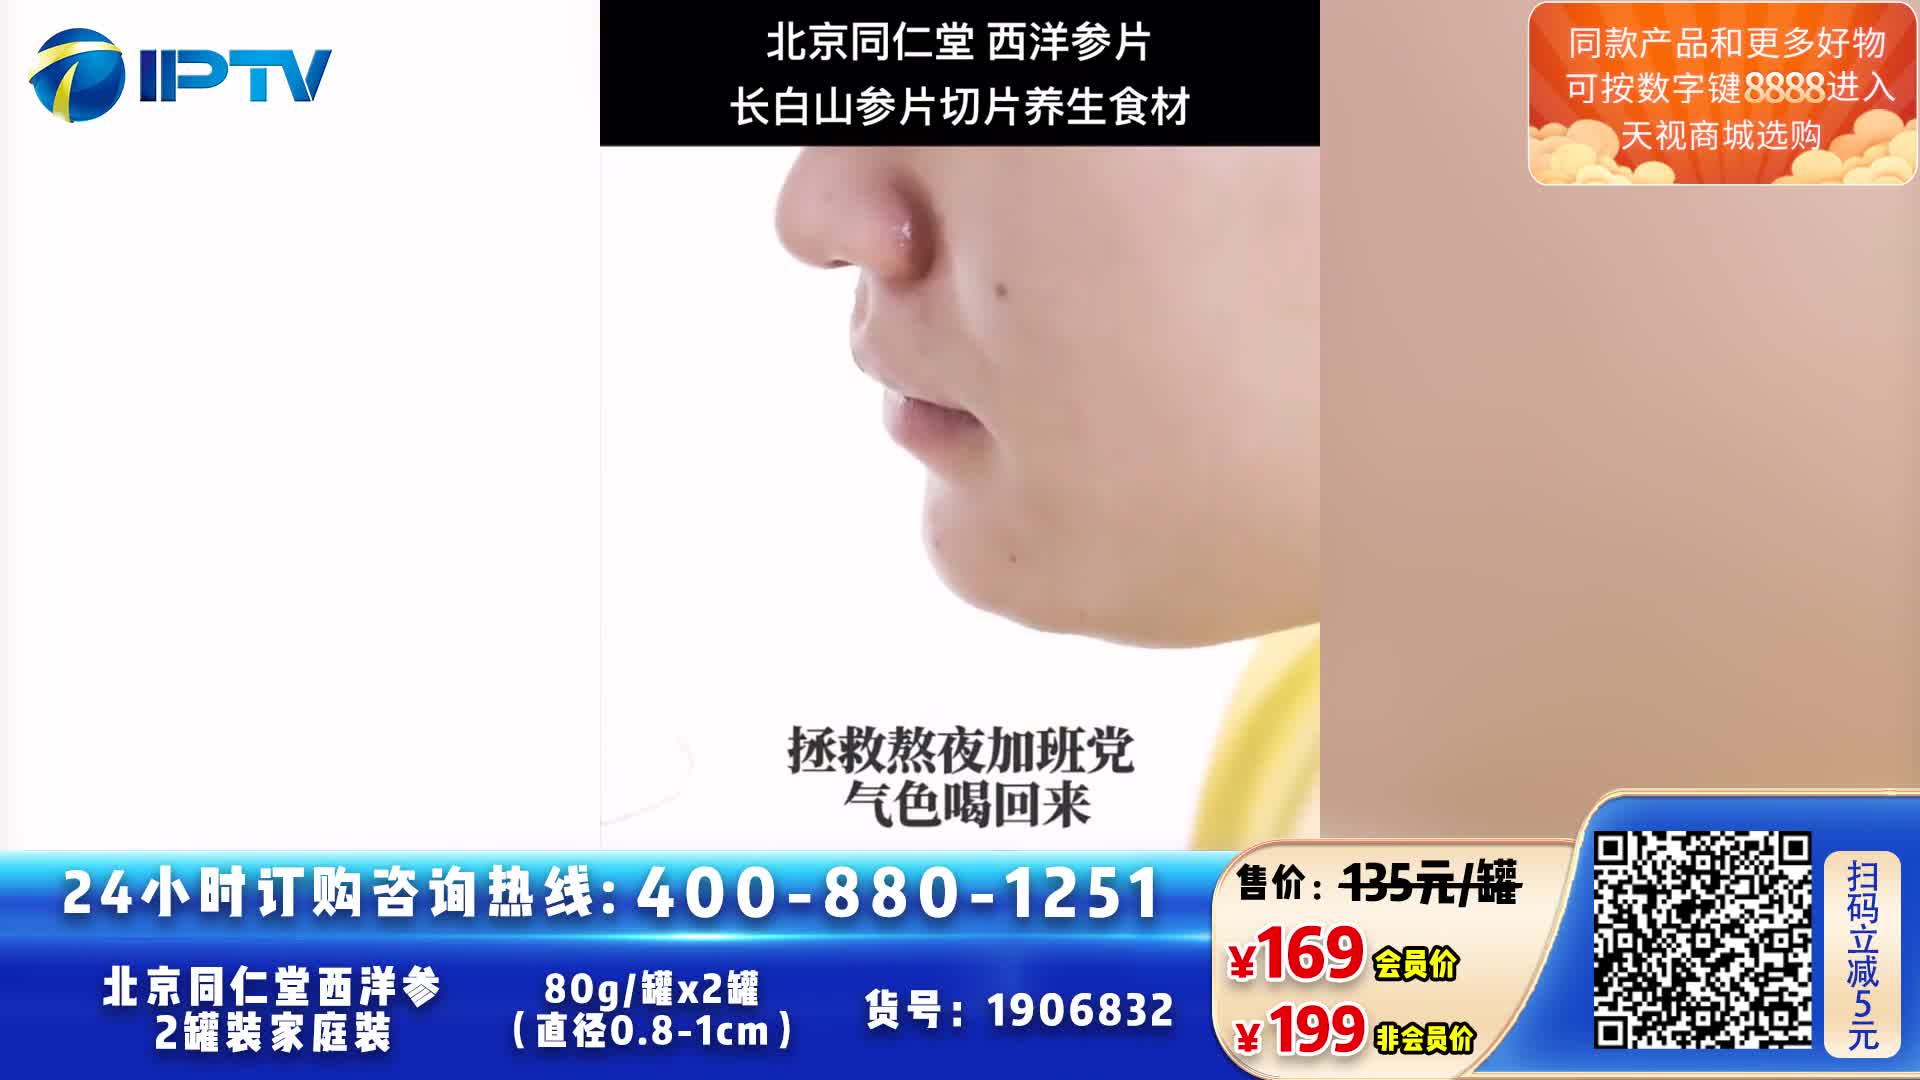 IPTV
北京同仁堂 西洋参片
长白山参片切片养生食材
同款产品和更多好物
可按数字键8888进入
天视商城选购
拯救熬夜加班党
气色喝回来
24小时订购咨询热线:400-880-1251
北京同仁堂西洋参
2罐装家庭装
80g/罐x2罐
（直径0.8-1cm）
货号：1906832
售价：135元/罐
¥169 会员价
¥199 非会员价
扫码立减5元